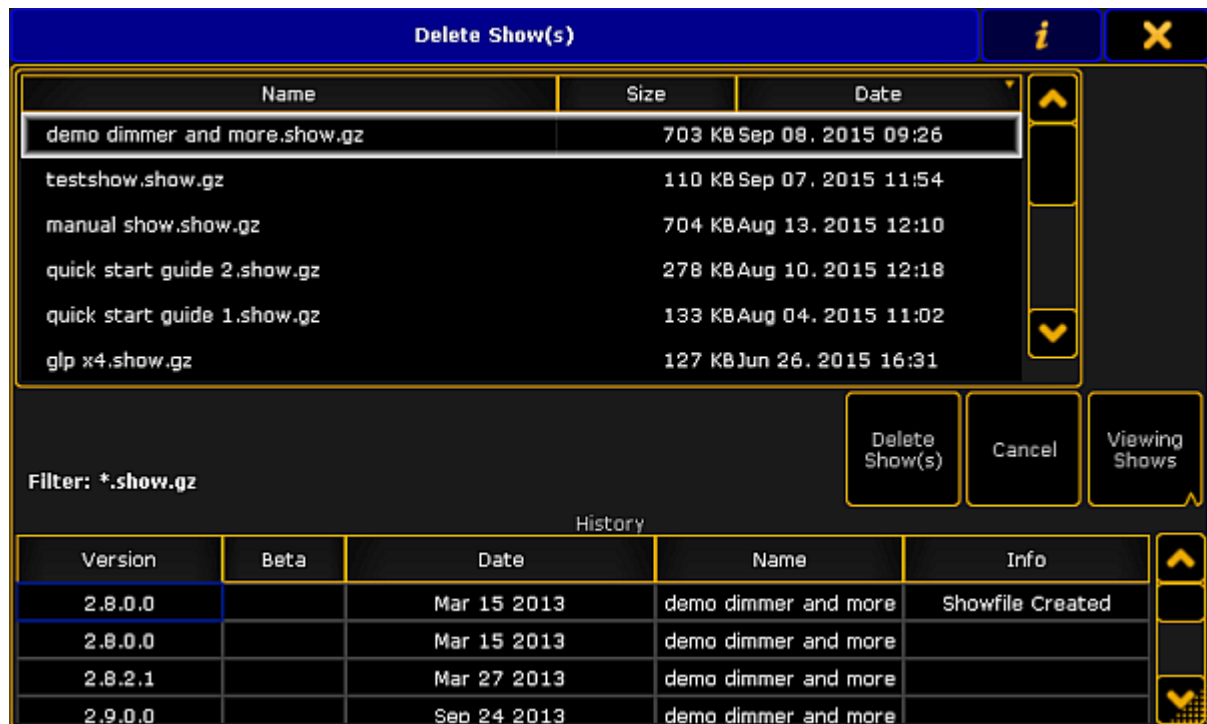 Delete Show(s) i
Name Size Date
demo dimmer and more.show.gz 703 KB Sep 08. 2015 09:26
testshow.show.gz 110 KB Sep 07. 2015 11:54
manual show.show.gz 704 KB Aug 13. 2015 12:10
quick start guide 2.show.gz 278 KB Aug 10. 2015 12:18
quick start guide 1.show.gz 133 KB Aug 04. 2015 11:02
glp x4.show.gz 127 KB Jun 26. 2015 16:31
Delete
Show(s)
Cancel
Viewing
Shows
Filter: *.show.gz
History
Version Beta Date Name Info
2.8.0.0 Mar 15 2013 demo dimmer and more Showfile Created
2.8.0.0 Mar 15 2013 demo dimmer and more
2.8.2.1 Mar 27 2013 demo dimmer and more
2.9.0.0 Sep 24 2013 demo dimmer and more